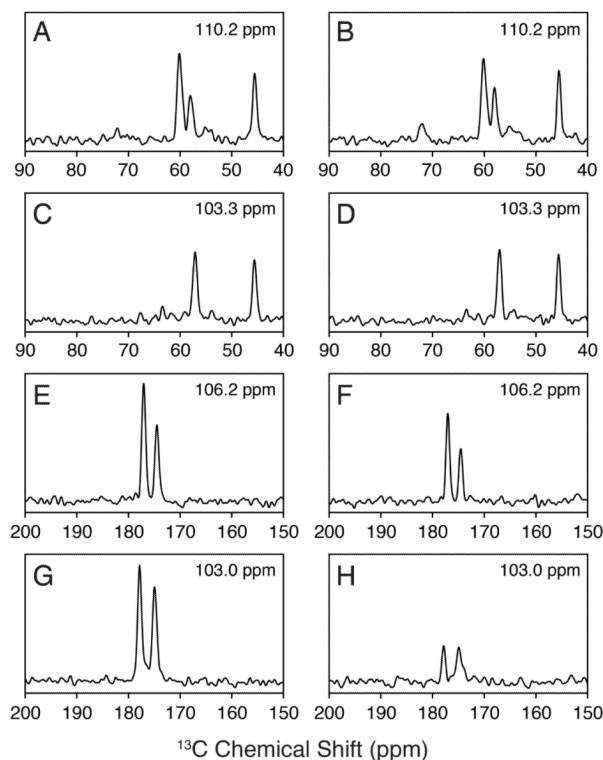 A 110.2 ppm B 110.2 ppm
90 80 70 60 50 40 90 80 70 60 50 40
C 103.3 ppm D 103.3 ppm
90 80 70 60 50 40 90 80 70 60 50 40
E 106.2 ppm F 106.2 ppm
200 190 180 170 160 150 200 190 180 170 160 150
G 103.0 ppm H 103.0 ppm
200 190 180 170 160 150 200 190 180 170 160 150
¹³C Chemical Shift (ppm)